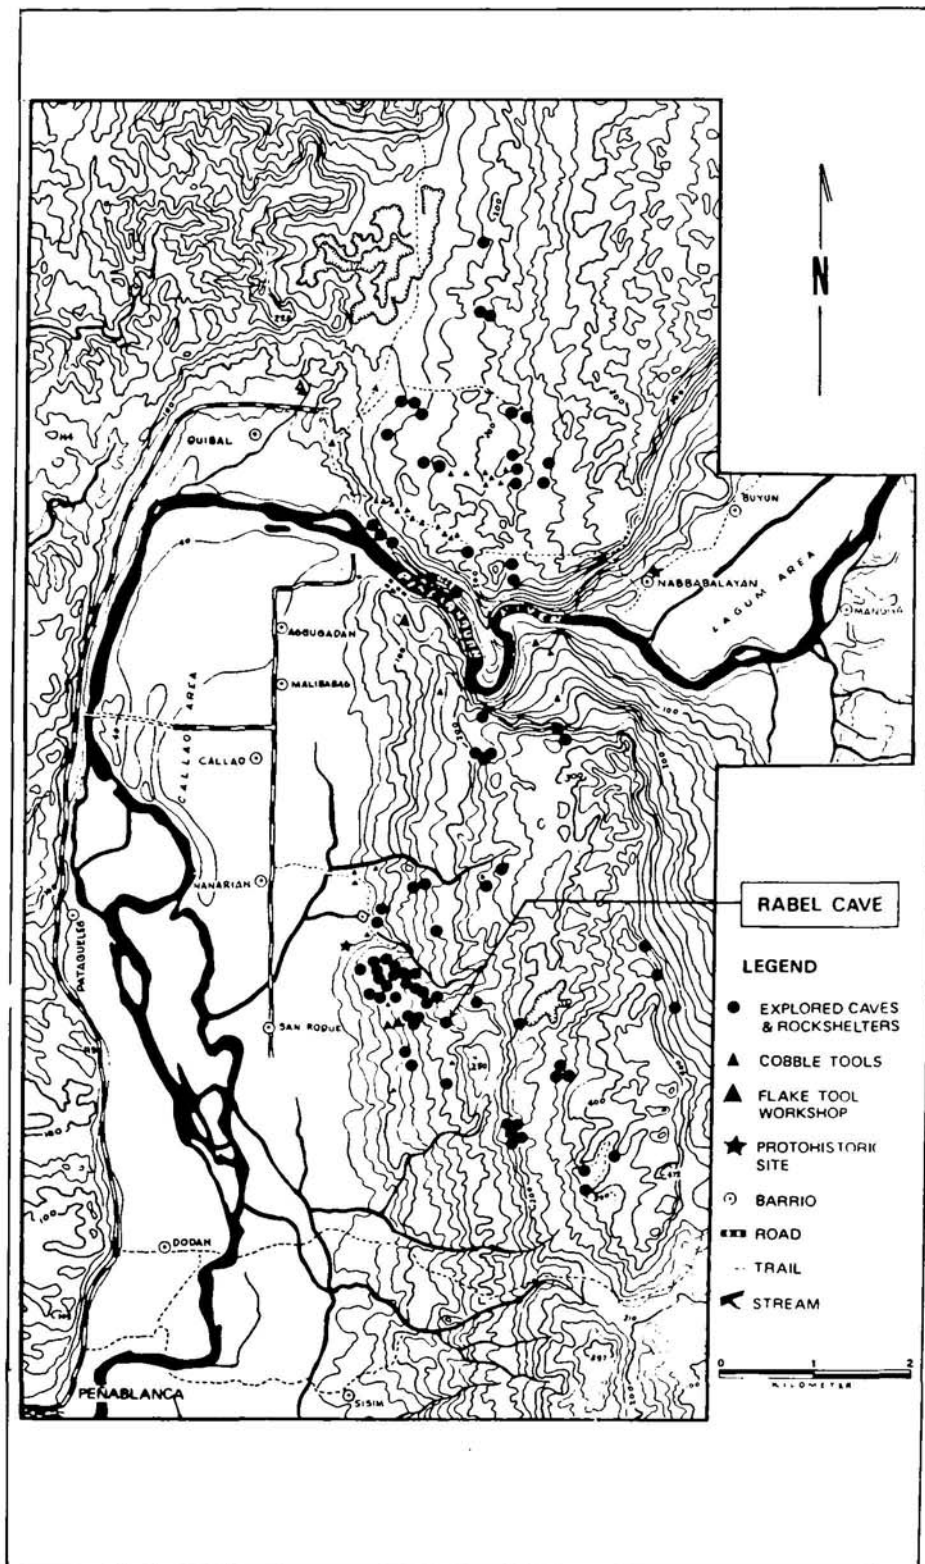 N
QUIBAL
BUYUN
NABBABALAYAN
LAGUM AREA
AGGUGADAN
MALIBABAG
CALLAO AREA
CALLAO
NANARIAN
PATAGUELEG
RABEL CAVE
SAN ROQUE
LEGEND
EXPLORED CAVES
& ROCKSHELTERS
COBBLE TOOLS
FLAKE TOOL
WORKSHOP
PROTOHISTORIC
SITE
BARRIO
ROAD
TRAIL
STREAM
DODAN
0 1 2
KILOMETER
PEÑABLANCA
SISIM